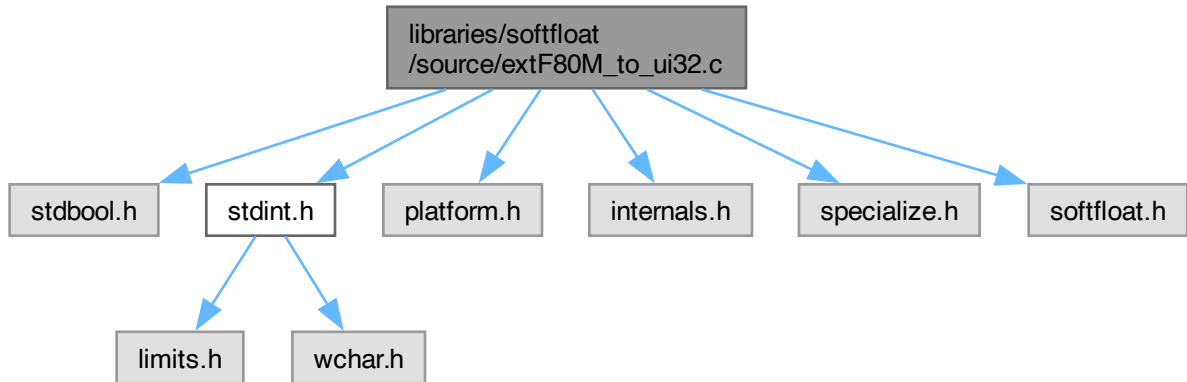 libraries/softfloat
/source/extF80M_to_ui32.c
stdbool.h
stdint.h
platform.h
internals.h
specialize.h
softfloat.h
limits.h
wchar.h